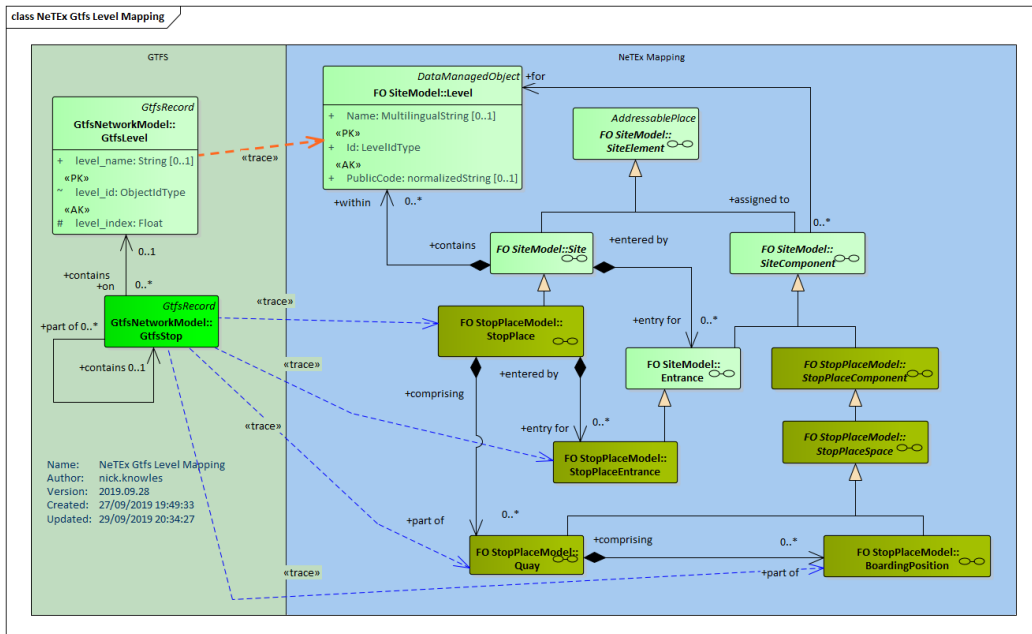 class NeTEx Gtfs Level Mapping
GTFS
NeTEx Mapping
GtfsRecord
GtfsNetworkModel::
GtfsLevel
+ level_name: String [0..1]
«PK»
~ level_id: ObjectIdType
«AK»
# level_index: Float
«trace»
DataManagedObject
FO SiteModel::Level
+ Name: MultilingualString [0..1]
«PK»
+ Id: LevelIdType
«AK»
+ PublicCode: normalizedString [0..1]
+for
AddressablePlace
FO SiteModel::
SiteElement
+within
0..*
+assigned to
0..*
0..1
+contains
+on
0..*
+contains
FO SiteModel::Site
+entered by
FO SiteModel::
SiteComponent
GtfsRecord
GtfsNetworkModel::
GtfsStop
+part of 0..*
+contains 0..1
«trace»
FO StopPlaceModel::
StopPlace
+entry for
0..*
«trace»
+comprising
+entered by
FO SiteModel::
Entrance
FO StopPlaceModel::
StopPlaceComponent
«trace»
+entry for
0..*
FO StopPlaceModel::
StopPlaceEntrance
FO StopPlaceModel::
StopPlaceSpace
Name: NeTEx Gtfs Level Mapping
Author: nick.knowles
Version: 2019.09.28
Created: 27/09/2019 19:49:33
Updated: 29/09/2019 20:34:27
+part of
0..*
FO StopPlaceModel::
Quay
+comprising
0..*
+part of
FO StopPlaceModel::
BoardingPosition
«trace»